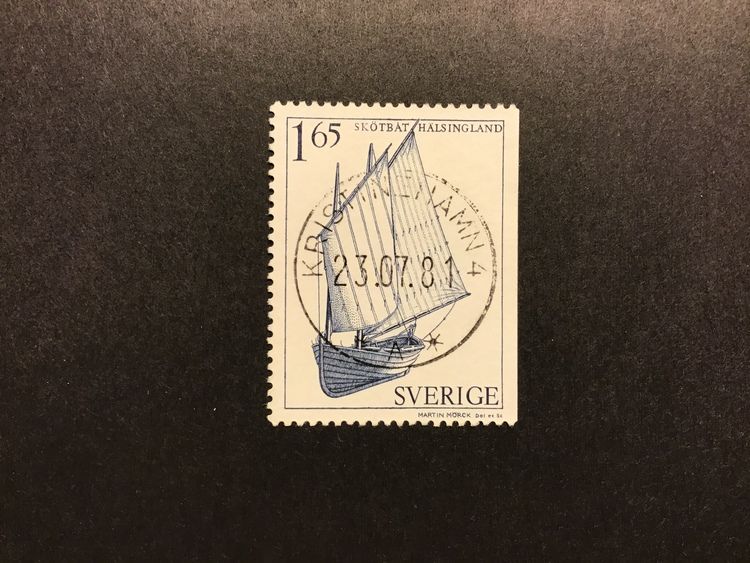 1 65
SKÖTBÅT, HÄLSINGLAND
KRISTINEHAMN 4
23.07.81
* A *
SVERIGE
MARTIN MÖRCK Del et Sc